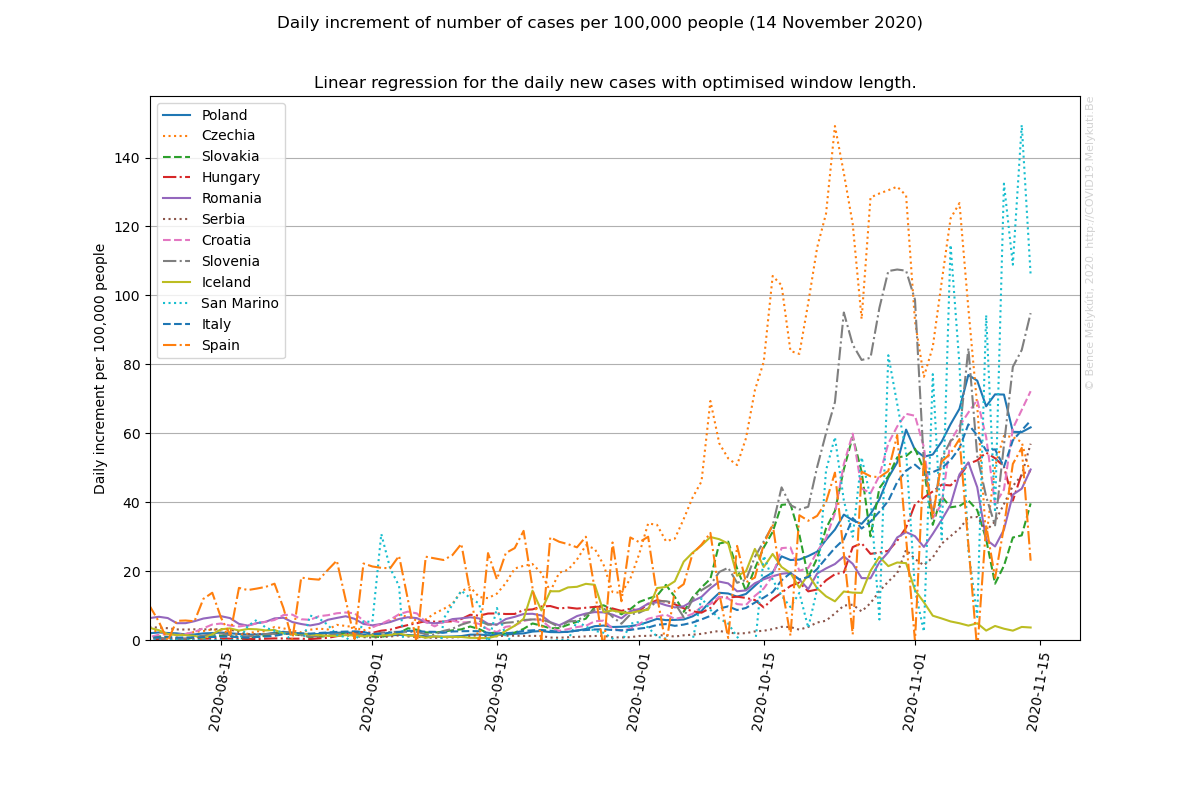 Daily increment of number of cases per 100,000 people (14 November 2020)
Linear regression for the daily new cases with optimised window length.
Poland
Czechia
Slovakia
Hungary
Romania
Serbia
Croatia
Slovenia
Iceland
San Marino
Italy
Spain
Daily increment per 100,000 people
140
120
100
80
60
40
20
0
2020-08-15
2020-09-01
2020-09-15
2020-10-01
2020-10-15
2020-11-01
2020-11-15
© Bence Mélykúti, 2020 http://COVID19.Melykuti.Be